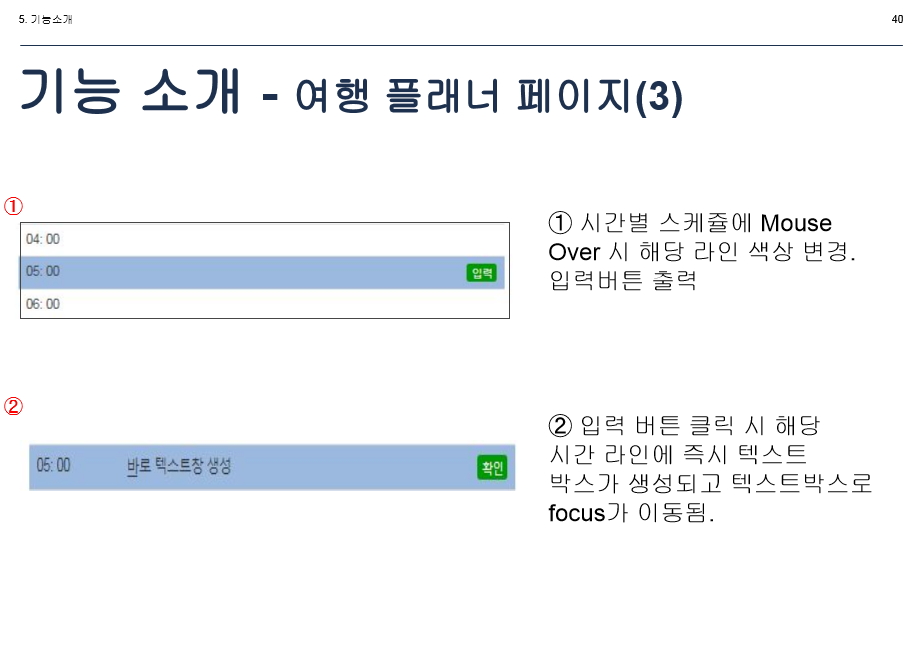 5. 기능소개
40
기능 소개 - 여행 플래너 페이지(3)
①
04: 00
05: 00 입력
06: 00
① 시간별 스케쥴에 Mouse
Over 시 해당 라인 색상 변경.
입력버튼 출력
②
05: 00 바로 텍스트창 생성 확인
② 입력 버튼 클릭 시 해당
시간 라인에 즉시 텍스트
박스가 생성되고 텍스트박스로
focus가 이동됨.